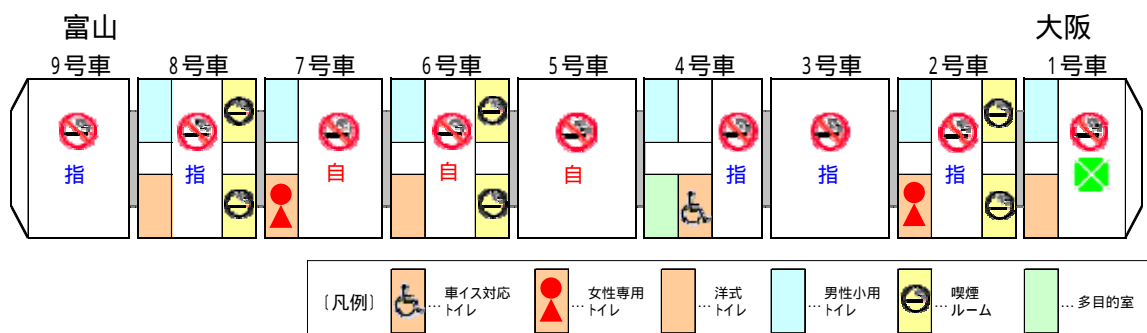 富山 大阪
9号車 8号車 7号車 6号車 5号車 4号車 3号車 2号車 1号車
指 指 自 自 自 指 指 指
〔凡例〕 …車イス対応トイレ …女性専用トイレ …洋式トイレ …男性小用トイレ …喫煙ルーム …多目的室